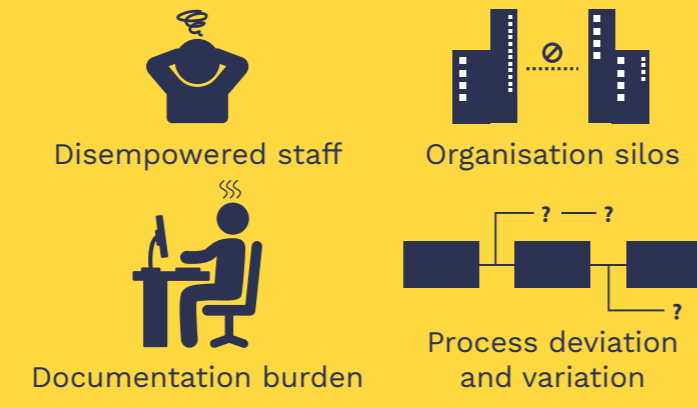 Disempowered staff
Organisation silos
? ?
?
Documentation burden
Process deviation
and variation